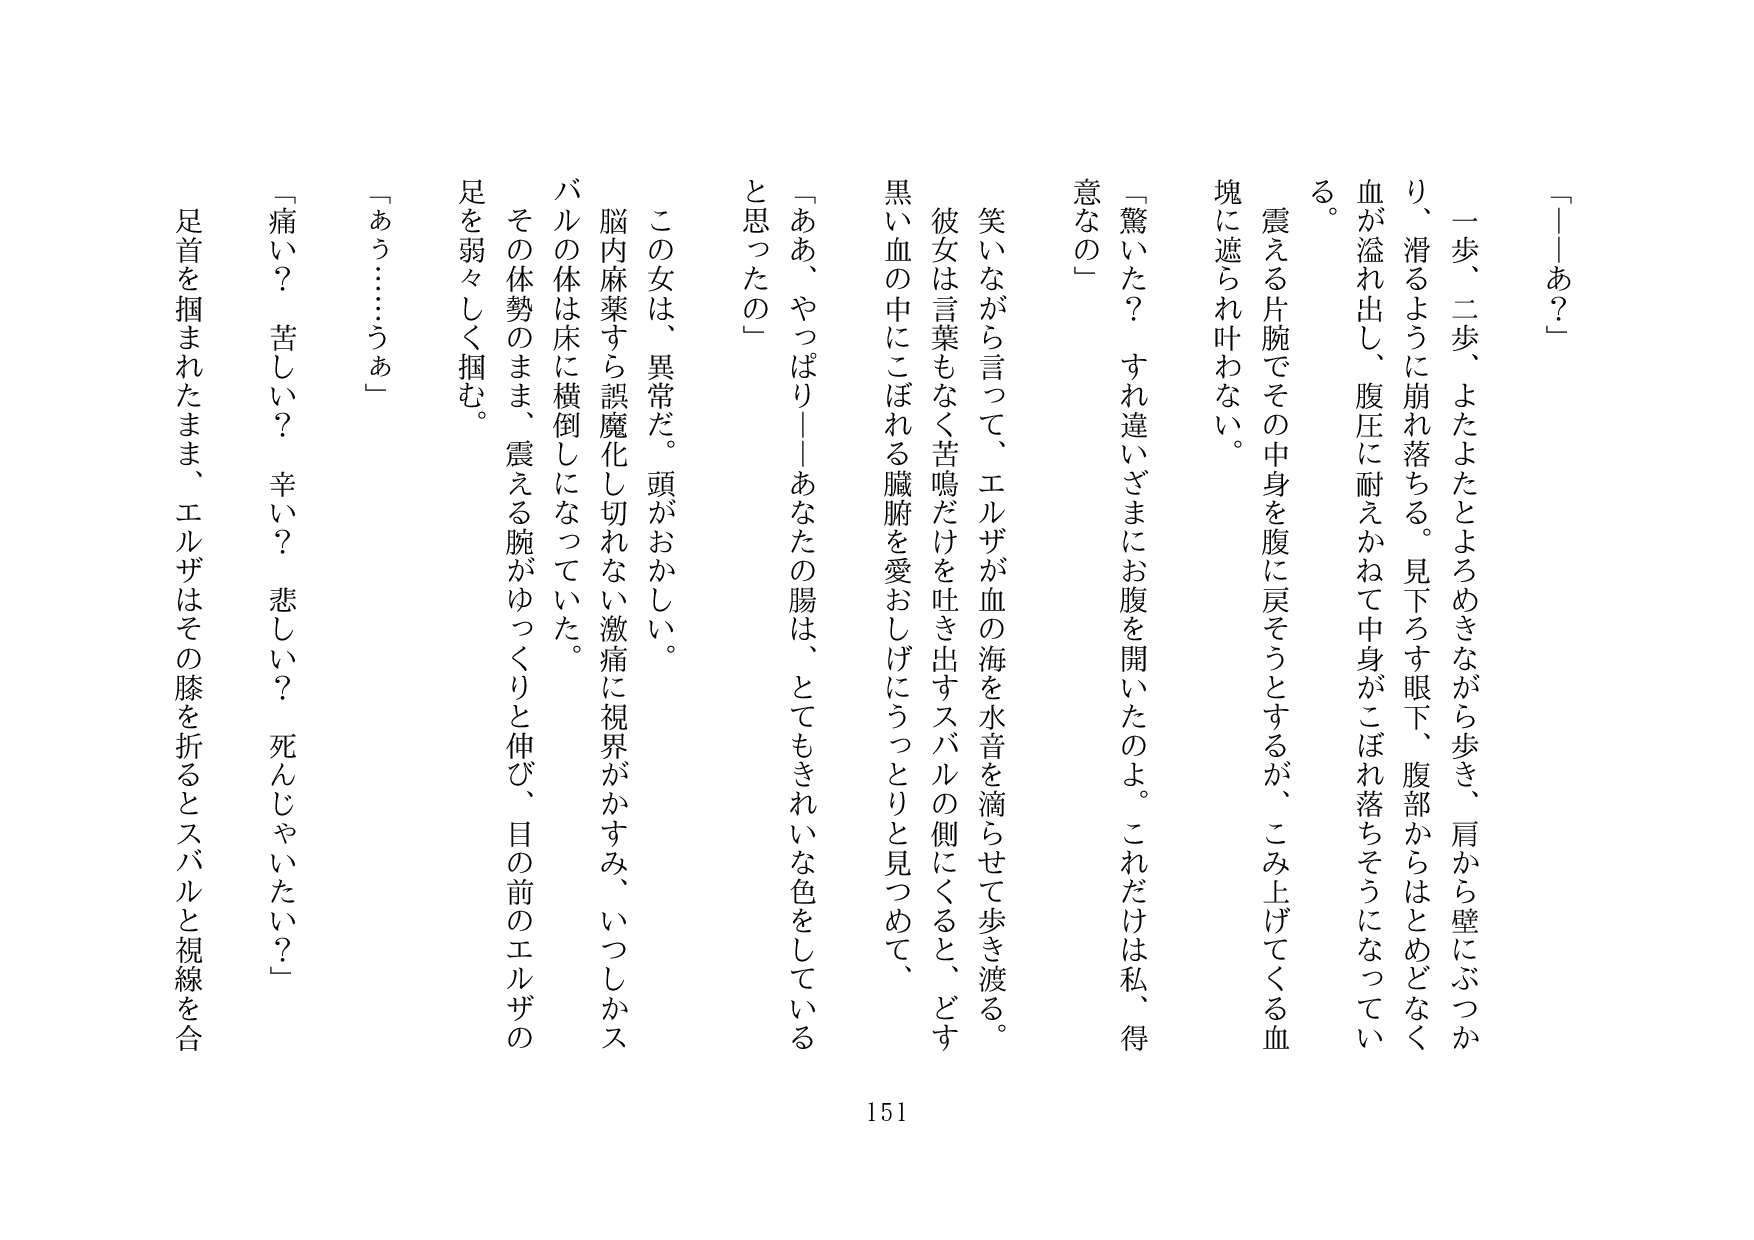 「――あ？」
　一歩、二歩、よたよたとよろめきながら歩き、肩から壁にぶつか
り、滑るように崩れ落ちる。見下ろす眼下、腹部からはとめどなく
血が溢れ出し、腹圧に耐えかねて中身がこぼれ落ちそうになってい
る。
　震える片腕でその中身を腹に戻そうとするが、こみ上げてくる血
塊に遮られ叶わない。
「驚いた？　すれ違いざまにお腹を開いたのよ。これだけは私、得
意なの」
　笑いながら言って、エルザが血の海を水音を滴らせて歩き渡る。
　彼女は言葉もなく苦鳴だけを吐き出すスバルの側にくると、どす
黒い血の中にこぼれる臓腑を愛おしげにうっとりと見つめて、
「ああ、やっぱり――あなたの腸は、とてもきれいな色をしている
と思ったの」
　この女は、異常だ。頭がおかしい。
　脳内麻薬すら誤魔化し切れない激痛に視界がかすみ、いつしかス
バルの体は床に横倒しになっていた。
　その体勢のまま、震える腕がゆっくりと伸び、目の前のエルザの
足を弱々しく掴む。
「あう……うぁ」
「痛い？　苦しい？　辛い？　悲しい？　死んじゃいたい？」
　足首を掴まれたまま、エルザはその膝を折るとスバルと視線を合
151